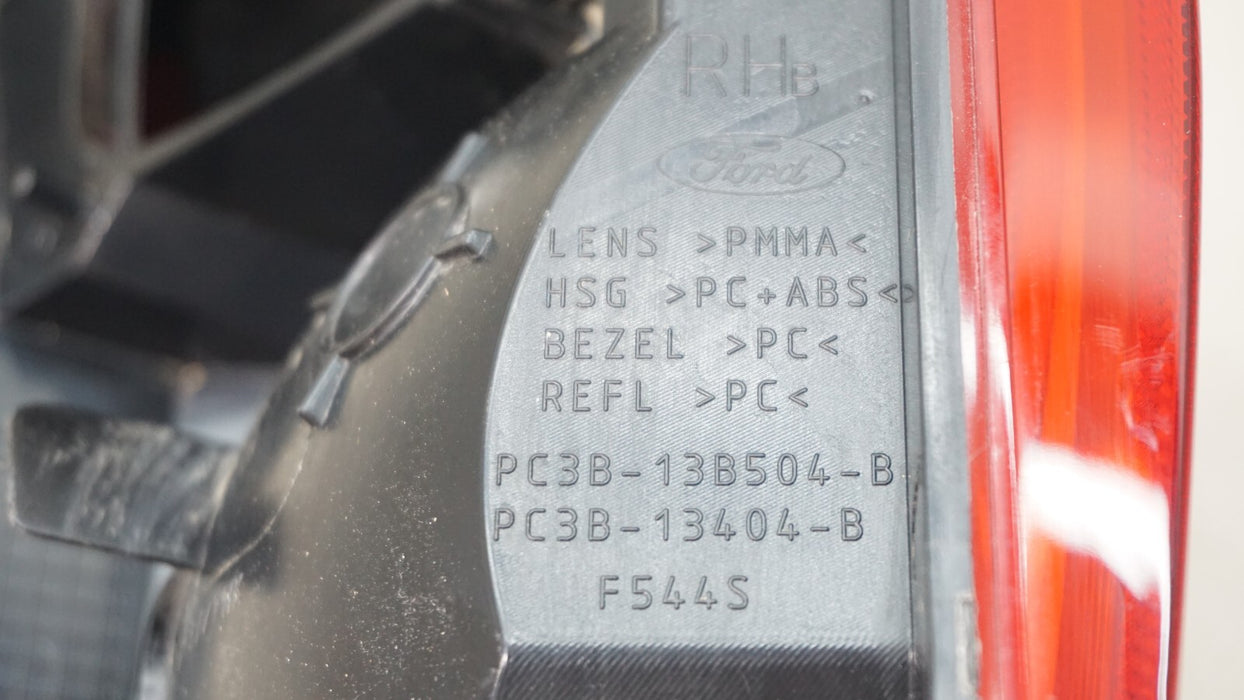 RHB
Ford
LENS >PMMA<
HSG >PC+ABS<
BEZEL >PC<
REFL >PC<
PC3B-13B504-B
PC3B-13404-B
F544S